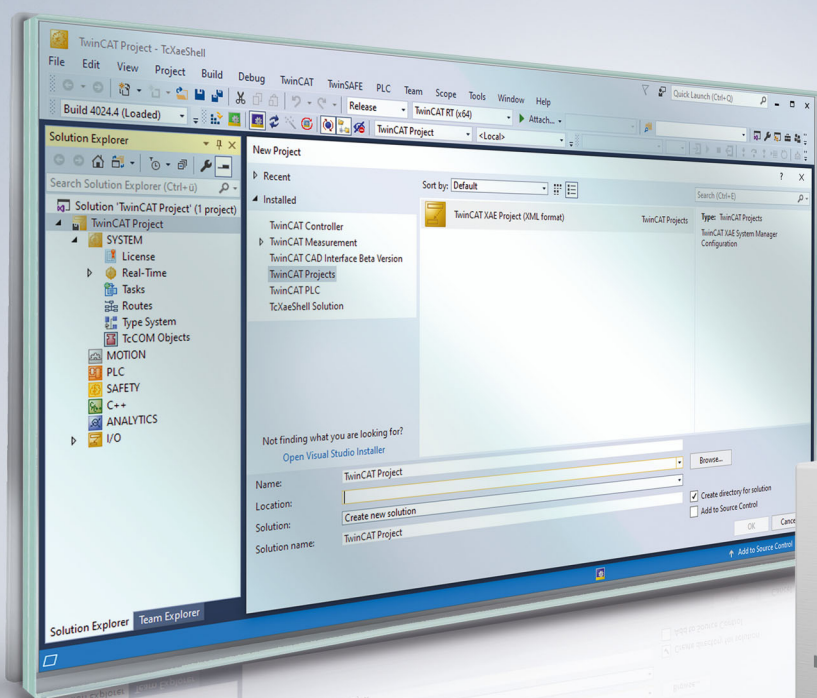 TwinCAT Project - TcXaeShell
File Edit View Project Build Debug TwinCAT TwinSAFE PLC Team Scope Tools Window Help
Quick Launch (Ctrl+Q)
Release
TwinCAT RT (x64)
Attach...
Build 4024.4 (Loaded)
TwinCAT Project
<Local>
Solution Explorer
Search Solution Explorer (Ctrl+ü)
Solution 'TwinCAT Project' (1 project)
TwinCAT Project
SYSTEM
License
Real-Time
Tasks
Routes
Type System
TcCOM Objects
MOTION
PLC
SAFETY
C++
ANALYTICS
I/O
Solution Explorer
Team Explorer
New Project
? X
Recent
Installed
TwinCAT Controller
TwinCAT Measurement
TwinCAT CAD Interface Beta Version
TwinCAT Projects
TwinCAT PLC
TcXaeShell Solution
Not finding what you are looking for?
Open Visual Studio Installer
Sort by: Default
TwinCAT XAE Project (XML format)
TwinCAT Projects
Search (Ctrl+E)
Type: TwinCAT Projects
TwinCAT XAE System Manager
Configuration
Name:
TwinCAT Project
Location:
Browse...
Solution:
Create new solution
Solution name:
TwinCAT Project
Create directory for solution
Add to Source Control
OK
Add to Source Control